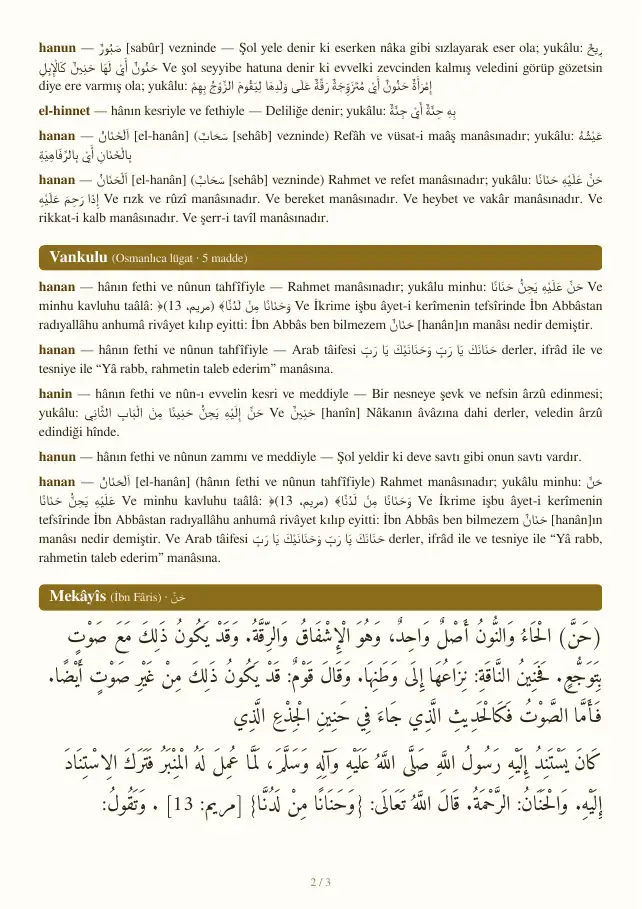 hanun — صَبُورٌ [sabûr] vezninde — Şol yele denir ki eserken nâka gibi sızlayarak eser ola; yukâlu: رِيحٌ
حَنُونٌ أَيْ لَهَا حَنِينٌ كَالْإِبِلِ Ve şol seyyibe hatuna denir ki evvelki zevcinden kalmış veledini görüp gözetsin
diye ere varmış ola; yukâlu: إِمْرَأَةٌ حَنُونٌ أَيْ مُتَزَوِّجَةٌ رِقَّةً عَلَى وَلَدِهَا لِيَقُومَ الزَّوْجُ بِهِمْ
el-hinnet — hânın kesriyle ve fethiyle — Deliliğe denir; yukâlu: بِهِ حِنَّةٌ أَيْ جِنَّةٌ
hanan — اَلْحَنَانُ [el-hanân] (سَحَابٌ [sehâb] vezninde) Refâh ve vüsat-i maâş manâsınadır; yukâlu: عَيْشُهُ
بِالْحَنَانِ أَيْ بِالرَّفَاهِيَةِ
hanan — اَلْحَنَانُ [el-hanân] (سَحَابٌ [sehâb] vezninde) Rahmet ve refet manâsınadır; yukâlu: حَنَّ عَلَيْهِ حَنَانًا
إِذَا رَحِمَ عَلَيْهِ Ve rızk ve rûzî manâsınadır. Ve bereket manâsınadır. Ve heybet ve vakâr manâsınadır. Ve
rikkat-i kalb manâsınadır. Ve şerr-i tavîl manâsınadır.
Vankulu (Osmanlıca lügat · 5 madde)
hanan — hânın fethi ve nûnun tahfîfiyle — Rahmet manâsınadır; yukâlu minhu: حَنَّ عَلَيْهِ يَحِنُّ حَنَانًا Ve
minhu kavluhu taâlâ: ﴿وَحَنَانًا مِنْ لَدُنَّا﴾ (مريم، 13) Ve İkrime işbu âyet-i kerîmenin tefsîrinde İbn Abbâstan
radıyallâhu anhumâ rivâyet kılıp eyitti: İbn Abbâs ben bilmezem حَنَانٌ [hanân]ın manâsı nedir demiştir.
hanan — hânın fethi ve nûnun tahfîfiyle — Arab tâifesi حَنَانَكَ يَا رَبّ وَحَنَانَيْكَ يَا رَبّ derler, ifrâd ile ve
tesniye ile “Yâ rabb, rahmetin taleb ederim” manâsına.
hanin — hânın fethi ve nûn-ı evvelin kesri ve meddiyle — Bir nesneye şevk ve nefsin ârzû edinmesi;
yukâlu: حَنَّ إِلَيْهِ يَحِنُّ حَنِينًا مِنَ الْبَابِ الثَّانِي Ve حَنِينٌ [hanîn] Nâkanın âvâzına dahi derler, veledin ârzû
edindiği hînde.
hanun — hânın fethi ve nûnun zammı ve meddiyle — Şol yeldir ki deve savtı gibi onun savtı vardır.
hanan — اَلْحَنَانُ [el-hanân] (hânın fethi ve nûnun tahfîfiyle) Rahmet manâsınadır; yukâlu minhu: حَنَّ
عَلَيْهِ يَحِنُّ حَنَانًا Ve minhu kavluhu taâlâ: ﴿وَحَنَانًا مِنْ لَدُنَّا﴾ (مريم، 13) Ve İkrime işbu âyet-i kerîmenin
tefsîrinde İbn Abbâstan radıyallâhu anhumâ rivâyet kılıp eyitti: İbn Abbâs ben bilmezem حَنَانٌ [hanân]ın
manâsı nedir demiştir. Ve Arab tâifesi حَنَانَكَ يَا رَبّ وَحَنَانَيْكَ يَا رَبّ derler, ifrâd ile ve tesniye ile “Yâ rabb,
rahmetin taleb ederim” manâsına.
Mekâyîs (İbn Fâris) · حَنَّ
(حَنَّ) الْحَاءُ وَالنُّونُ أَصْلٌ وَاحِدٌ، وَهُوَ الْإِشْفَاقُ وَالرِّقَّةُ. وَقَدْ يَكُونُ ذَلِكَ مَعَ صَوْتٍ
بِتَوَجُّعٍ. فَحَنِينُ النَّاقَةِ: نِزَاعُهَا إِلَى وَطَنِهَا. وَقَالَ قَوْمٌ: قَدْ يَكُونُ ذَلِكَ مِنْ غَيْرِ صَوْتٍ أَيْضًا.
فَأَمَّا الصَّوْتُ فَكَالْحَدِيثِ الَّذِي جَاءَ فِي حَنِينِ الْجِذْعِ الَّذِي
كَانَ يَسْتَنِدُ إِلَيْهِ رَسُولُ اللَّهِ صَلَّى اللَّهُ عَلَيْهِ وَآلِهِ وَسَلَّمَ، لَمَّا عُمِلَ لَهُ الْمِنْبَرُ فَتَرَكَ الِاسْتِنَادَ
إِلَيْهِ. وَالْحَنَانُ: الرَّحْمَةُ. قَالَ اللَّهُ تَعَالَى: {وَحَنَانًا مِنْ لَدُنَّا} [مريم: 13] . وَتَقُولُ:
2 / 3